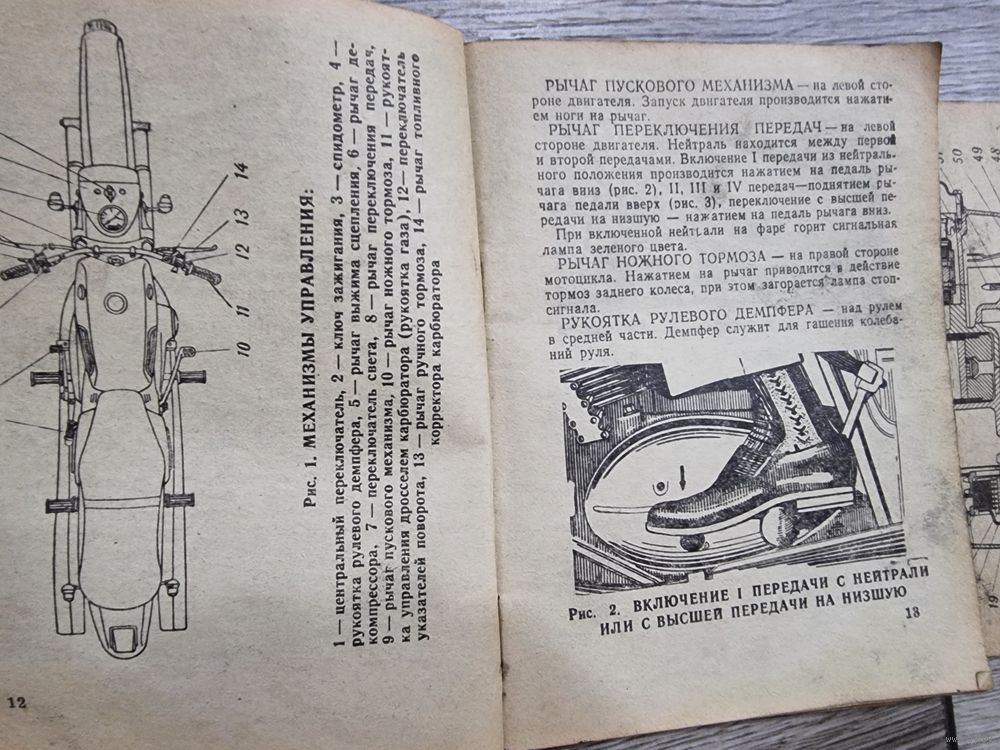 14
13
12
11
10
Рис. 1. МЕХАНИЗМЫ УПРАВЛЕНИЯ:
1 — центральный переключатель, 2 — ключ зажигания, 3 — спидометр, 4 —
рукоятка рулевого демпфера, 5 — рычаг выжима сцепления, 6 — рычаг де-
компрессора, 7 — переключатель света, 8 — рычаг переключения передач,
9 — рычаг пускового механизма, 10 — рычаг ножного тормоза, 11 — рукоят-
ка управления дросселем карбюратора (рукоятка газа), 12 — переключатель
указателей поворота, 13 — рычаг ручного тормоза, 14 — рычаг топливного
корректора карбюратора
12
РЫЧАГ ПУСКОВОГО МЕХАНИЗМА — на левой сто-
роне двигателя. Запуск двигателя производится нажати-
ем ноги на рычаг.
РЫЧАГ ПЕРЕКЛЮЧЕНИЯ ПЕРЕДАЧ — на левой
стороне двигателя. Нейтраль находится между первой
и второй передачами. Включение I передачи из нейтраль-
ного положения производится нажатием на педаль ры-
чага вниз (рис. 2), II, III и IV передач—поднятием ры-
чага педали вверх (рис. 3), переключение с высшей пе-
редачи на низшую — нажатием на педаль рычага вниз.
При включенной нейтрали на фаре горит сигнальная
лампа зеленого цвета.
РЫЧАГ НОЖНОГО ТОРМОЗА — на правой стороне
мотоцикла. Нажатием на рычаг приводится в действие
тормоз заднего колеса, при этом загорается лампа стоп-
сигнала.
РУКОЯТКА РУЛЕВОГО ДЕМПФЕРА — над рулем
в средней части. Демпфер служит для гашения колеба-
ний руля.
Рис. 2. ВКЛЮЧЕНИЕ I ПЕРЕДАЧИ С НЕЙТРАЛИ
ИЛИ С ВЫСШЕЙ ПЕРЕДАЧИ НА НИЗШУЮ
13
50
49
48
19